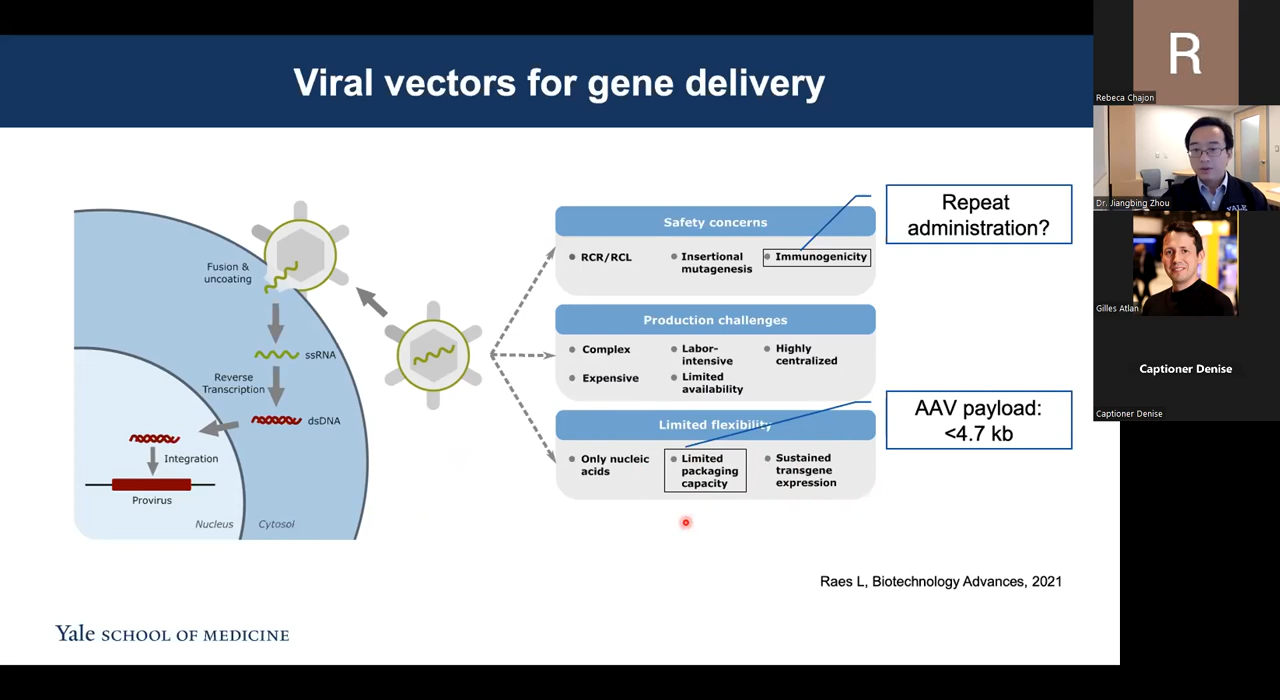 Viral vectors for gene delivery
Fusion &
uncoating
ssRNA
Reverse
Transcription
dsDNA
Integration
Provirus
Nucleus
Cytosol
Safety concerns
RCR/RCL
Insertional
mutagenesis
Immunogenicity
Repeat
administration?
Production challenges
Complex
Labor-
intensive
Highly
centralized
Expensive
Limited
availability
Limited flexibility
Only nucleic
acids
Limited
packaging
capacity
Sustained
transgene
expression
AAV payload:
<4.7 kb
Raes L, Biotechnology Advances, 2021
Yale SCHOOL OF MEDICINE
R
Rebeca Chajon
YALE
Dr. Jiangbing Zhou
Gilles Atlan
Captioner Denise
Captioner Denise